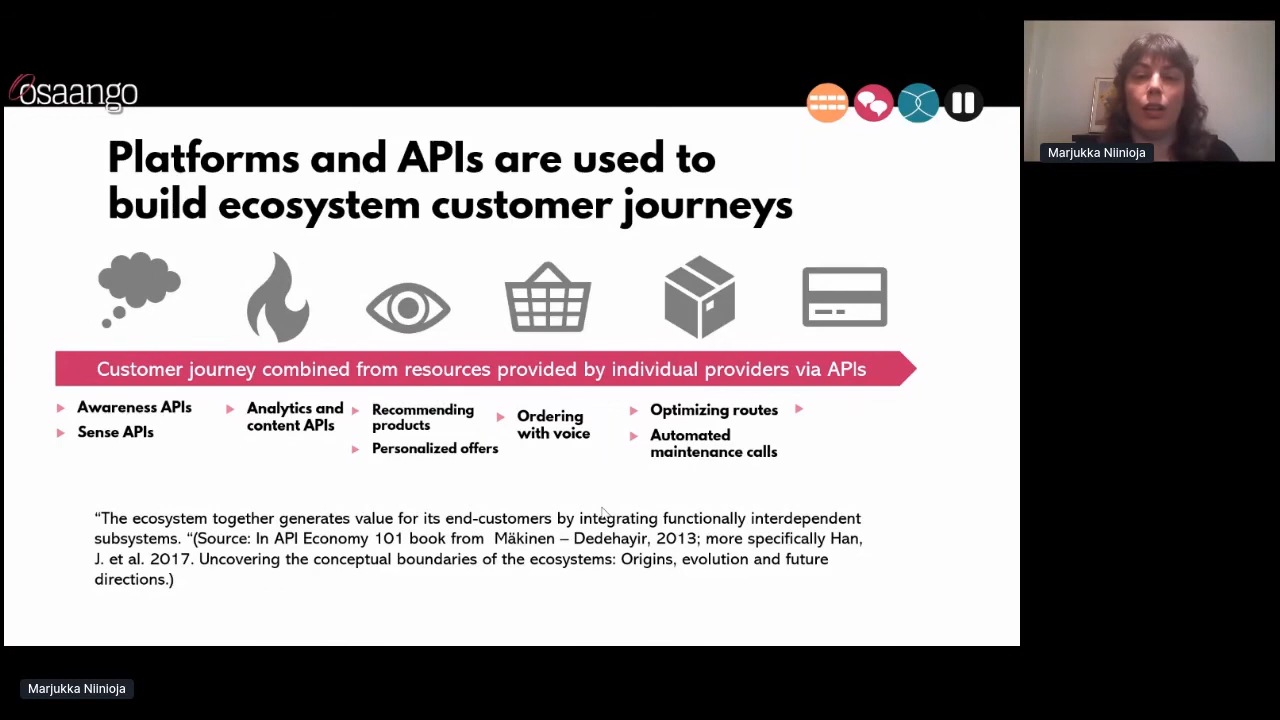 osaango
Marjukka Niinioja
Platforms and APIs are used to
build ecosystem customer journeys
Customer journey combined from resources provided by individual providers via APIs
Awareness APIs
Sense APIs
Analytics and
content APIs
Recommending
products
Personalized offers
Ordering
with voice
Optimizing routes
Automated
maintenance calls
“The ecosystem together generates value for its end-customers by integrating functionally interdependent
subsystems. “(Source: In API Economy 101 book from Mäkinen – Dedehayir, 2013; more specifically Han,
J. et al. 2017. Uncovering the conceptual boundaries of the ecosystems: Origins, evolution and future
directions.)
Marjukka Niinioja